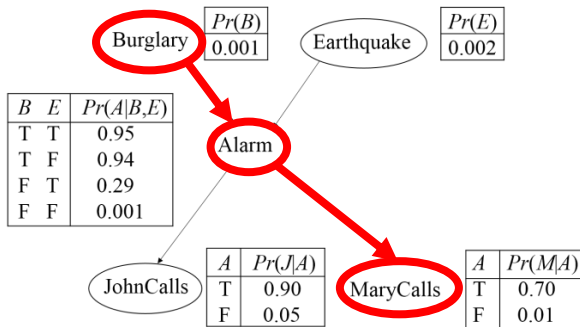 Burglary
Pr(B)
0.001
Earthquake
Pr(E)
0.002
B E Pr(A|B,E)
T T 0.95
T F 0.94
F T 0.29
F F 0.001
Alarm
JohnCalls
A Pr(J|A)
T 0.90
F 0.05
MaryCalls
A Pr(M|A)
T 0.70
F 0.01